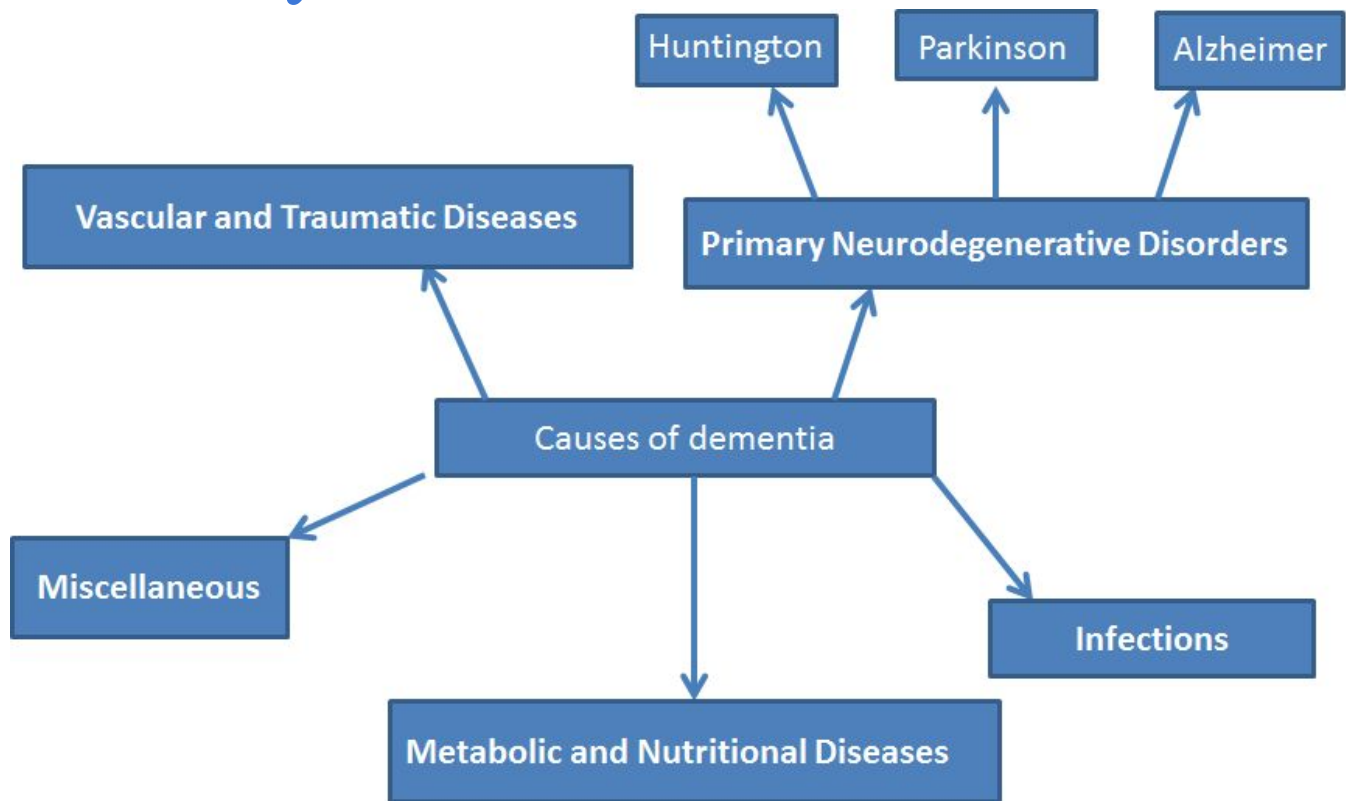 Huntington
Parkinson
Alzheimer
Vascular and Traumatic Diseases
Primary Neurodegenerative Disorders
Causes of dementia
Miscellaneous
Infections
Metabolic and Nutritional Diseases